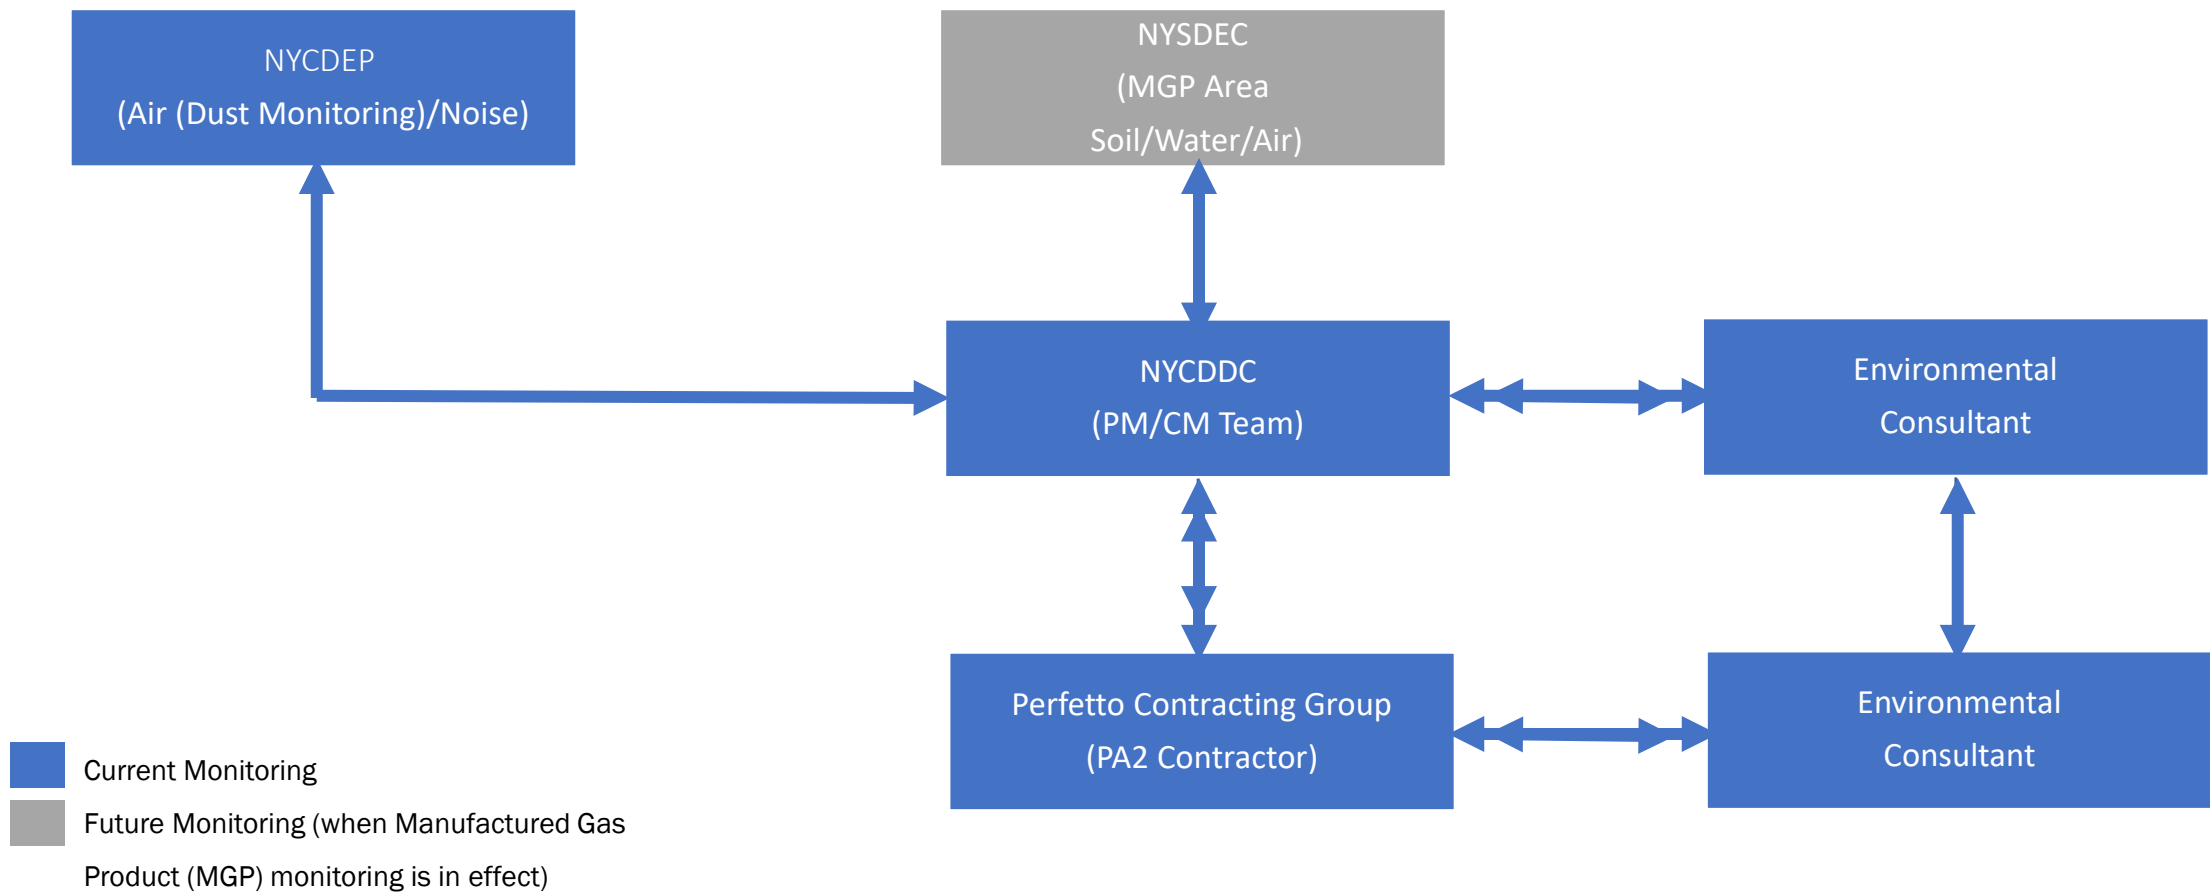 NYCDEP
(Air (Dust Monitoring)/Noise)
NYSDEC
(MGP Area
Soil/Water/Air)
NYCDDC
(PM/CM Team)
Environmental
Consultant
Perfetto Contracting Group
(PA2 Contractor)
Environmental
Consultant
Current Monitoring
Future Monitoring (when Manufactured Gas
Product (MGP) monitoring is in effect)